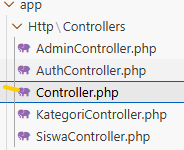 app
Http\Controllers
AdminController.php
AuthController.php
Controller.php
KategoriController.php
SiswaController.php